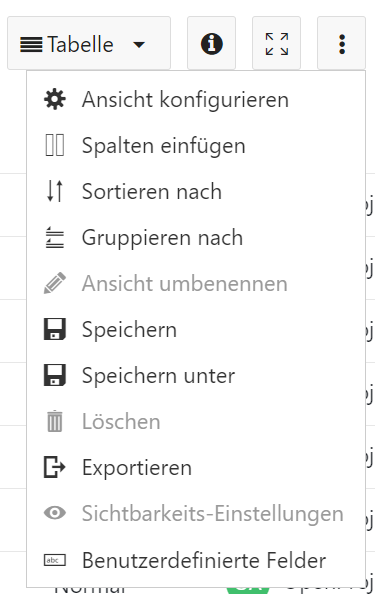 Tabelle
Ansicht konfigurieren
Spalten einfügen
Sortieren nach
Gruppieren nach
Ansicht umbenennen
Speichern
Speichern unter
Löschen
Exportieren
Sichtbarkeits-Einstellungen
abc
Benutzerdefinierte Felder